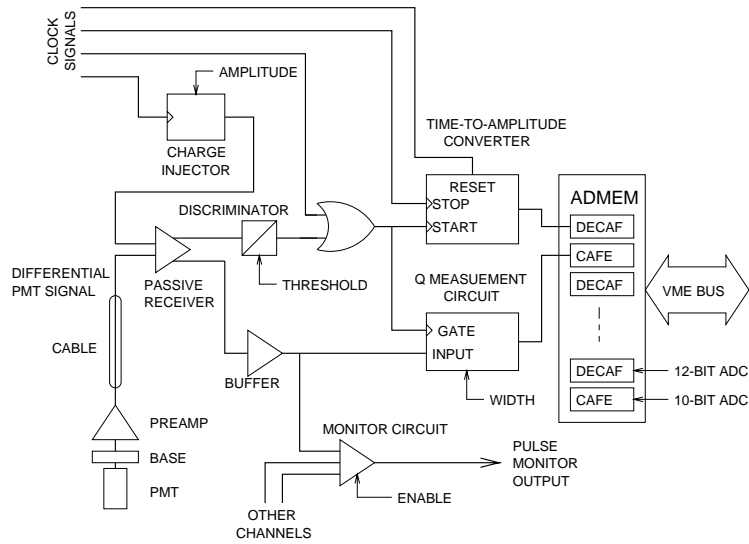 CLOCK
SIGNALS
AMPLITUDE
CHARGE
INJECTOR
TIME-TO-AMPLITUDE
CONVERTER
RESET
STOP
START
ADMEM
DECAF
CAFE
DECAF
DECAF
CAFE
VME BUS
12-BIT ADC
10-BIT ADC
DISCRIMINATOR
THRESHOLD
DIFFERENTIAL
PMT SIGNAL
PASSIVE
RECEIVER
Q MEASUEMENT
CIRCUIT
GATE
INPUT
WIDTH
CABLE
BUFFER
PREAMP
BASE
PMT
MONITOR CIRCUIT
ENABLE
OTHER
CHANNELS
PULSE
MONITOR
OUTPUT